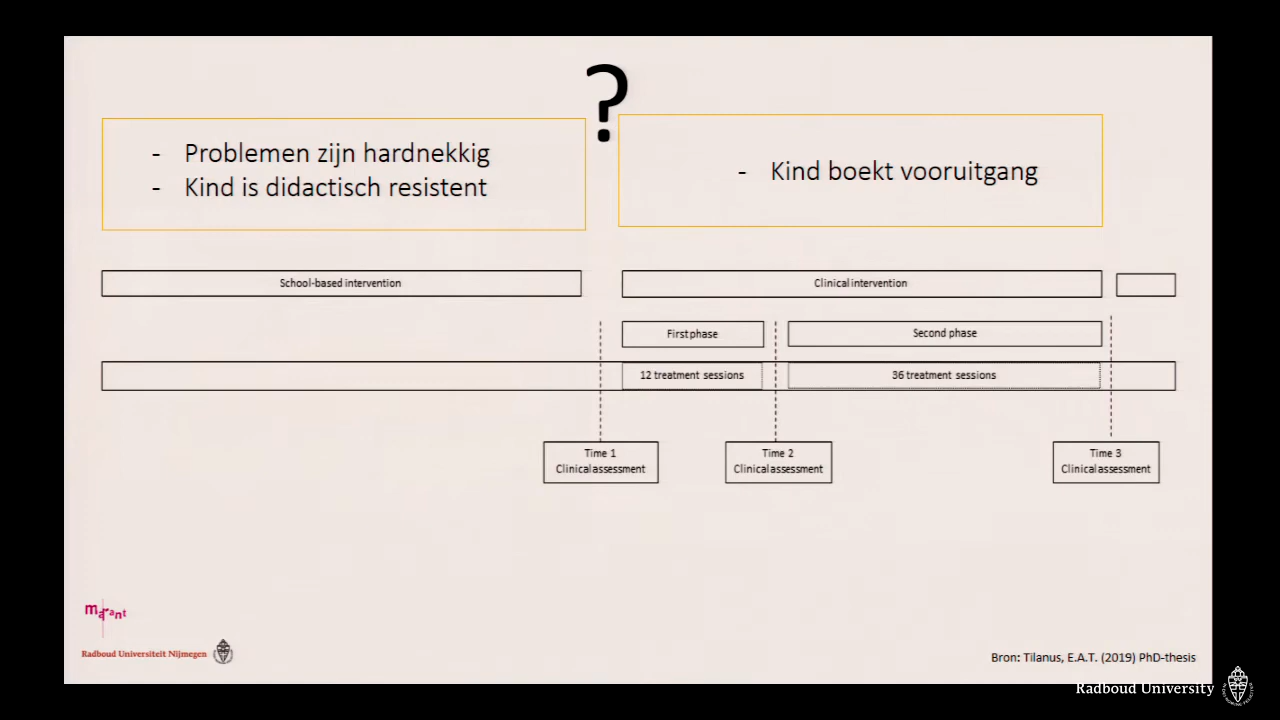 ?
- Problemen zijn hardnekkig
- Kind is didactisch resistent
- Kind boekt vooruitgang
School-based intervention
Clinical intervention
First phase
Second phase
12 treatment sessions
36 treatment sessions
Time 1
Clinical assessment
Time 2
Clinical assessment
Time 3
Clinical assessment
marant
Radboud Universiteit Nijmegen
Bron: Tilanus, E.A.T. (2019) PhD-thesis
Radboud University